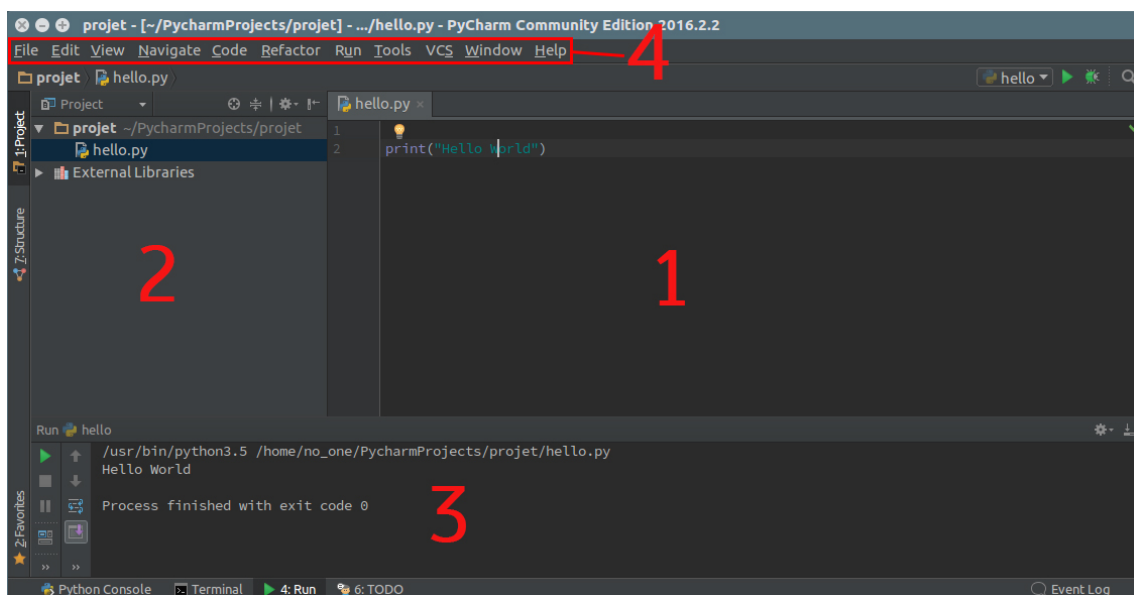 projet - [~/PycharmProjects/projet] - .../hello.py - PyCharm Community Edition 2016.2.2
File Edit View Navigate Code Refactor Run Tools VCS Window Help
4
projet hello.py
hello
Project
hello.py
1: Project
projet ~/PycharmProjects/projet
1
hello.py
2 print("Hello World")
External Libraries
7: Structure
2
1
Run hello
/usr/bin/python3.5 /home/no_one/PycharmProjects/projet/hello.py
Hello World
Process finished with exit code 0
3
2: Favorites
Python Console Terminal 4: Run 6: TODO Event Log